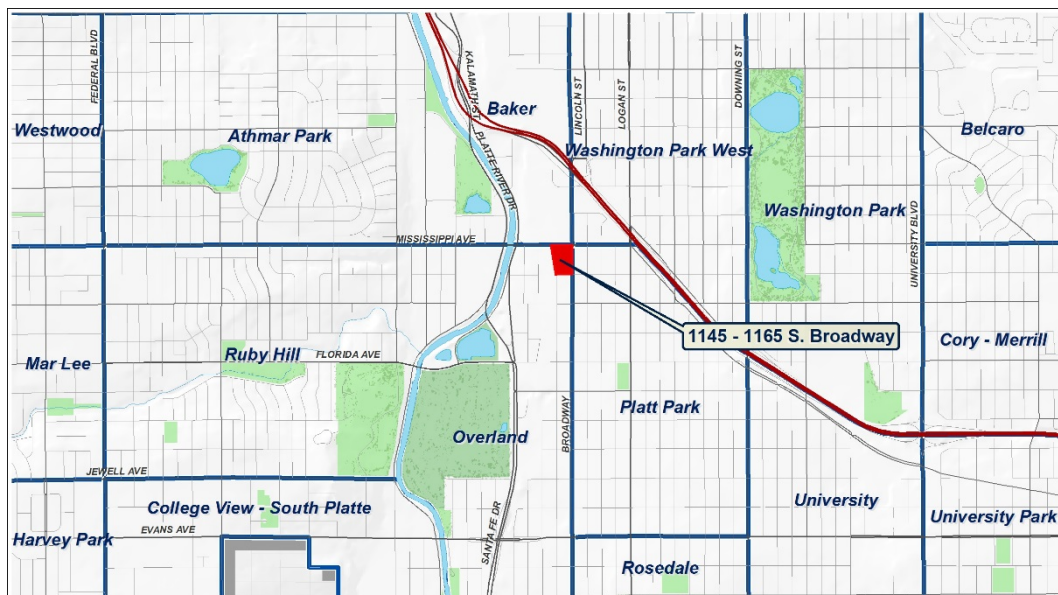 FEDERAL BLVD
KALAMATH ST
LINCOLN ST
LOGAN ST
DOWNING ST
Westwood
Athmar Park
Baker
Washington Park West
Belcaro
PLATTE RIVER DR
Washington Park
UNIVERSITY BLVD
MISSISSIPPI AVE
1145 - 1165 S. Broadway
Mar Lee
Ruby Hill
FLORIDA AVE
Cory - Merrill
Platt Park
Overland
BROADWAY
JEWELL AVE
College View - South Platte
University
University Park
Harvey Park
EVANS AVE
SANTA FE DR
Rosedale